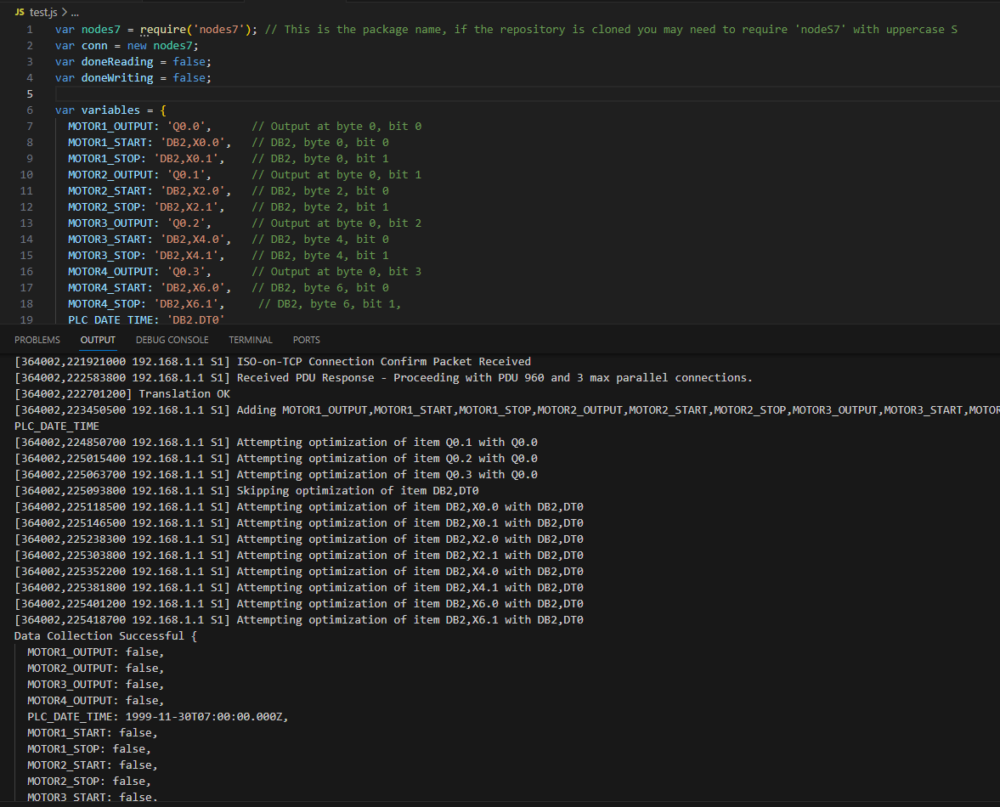 JS test.js > ...
1 var nodes7 = require('nodes7'); // This is the package name, if the repository is cloned you may need to require 'nodeS7' with uppercase S
2 var conn = new nodes7;
3 var doneReading = false;
4 var doneWriting = false;
5
6 var variables = {
7 MOTOR1_OUTPUT: 'Q0.0', // Output at byte 0, bit 0
8 MOTOR1_START: 'DB2,X0.0', // DB2, byte 0, bit 0
9 MOTOR1_STOP: 'DB2,X0.1', // DB2, byte 0, bit 1
10 MOTOR2_OUTPUT: 'Q0.1', // Output at byte 0, bit 1
11 MOTOR2_START: 'DB2,X2.0', // DB2, byte 2, bit 0
12 MOTOR2_STOP: 'DB2,X2.1', // DB2, byte 2, bit 1
13 MOTOR3_OUTPUT: 'Q0.2', // Output at byte 0, bit 2
14 MOTOR3_START: 'DB2,X4.0', // DB2, byte 4, bit 0
15 MOTOR3_STOP: 'DB2,X4.1', // DB2, byte 4, bit 1
16 MOTOR4_OUTPUT: 'Q0.3', // Output at byte 0, bit 3
17 MOTOR4_START: 'DB2,X6.0', // DB2, byte 6, bit 0
18 MOTOR4_STOP: 'DB2,X6.1', // DB2, byte 6, bit 1,
19 PLC_DATE_TIME: 'DB2,DT0'
PROBLEMS OUTPUT DEBUG CONSOLE TERMINAL PORTS
[364002,221921000 192.168.1.1 S1] ISO-on-TCP Connection Confirm Packet Received
[364002,222583800 192.168.1.1 S1] Received PDU Response - Proceeding with PDU 960 and 3 max parallel connections.
[364002,222701200] Translation OK
[364002,223450500 192.168.1.1 S1] Adding MOTOR1_OUTPUT,MOTOR1_START,MOTOR1_STOP,MOTOR2_OUTPUT,MOTOR2_START,MOTOR2_STOP,MOTOR3_OUTPUT,MOTOR3_START,MOTOR
PLC_DATE_TIME
[364002,224850700 192.168.1.1 S1] Attempting optimization of item Q0.1 with Q0.0
[364002,225015400 192.168.1.1 S1] Attempting optimization of item Q0.2 with Q0.0
[364002,225063700 192.168.1.1 S1] Attempting optimization of item Q0.3 with Q0.0
[364002,225093800 192.168.1.1 S1] Skipping optimization of item DB2,DT0
[364002,225118500 192.168.1.1 S1] Attempting optimization of item DB2,X0.0 with DB2,DT0
[364002,225146500 192.168.1.1 S1] Attempting optimization of item DB2,X0.1 with DB2,DT0
[364002,225238300 192.168.1.1 S1] Attempting optimization of item DB2,X2.0 with DB2,DT0
[364002,225303800 192.168.1.1 S1] Attempting optimization of item DB2,X2.1 with DB2,DT0
[364002,225352200 192.168.1.1 S1] Attempting optimization of item DB2,X4.0 with DB2,DT0
[364002,225381800 192.168.1.1 S1] Attempting optimization of item DB2,X4.1 with DB2,DT0
[364002,225401200 192.168.1.1 S1] Attempting optimization of item DB2,X6.0 with DB2,DT0
[364002,225418700 192.168.1.1 S1] Attempting optimization of item DB2,X6.1 with DB2,DT0
Data Collection Successful {
MOTOR1_OUTPUT: false,
MOTOR2_OUTPUT: false,
MOTOR3_OUTPUT: false,
MOTOR4_OUTPUT: false,
PLC_DATE_TIME: 1999-11-30T07:00:00.000Z,
MOTOR1_START: false,
MOTOR1_STOP: false,
MOTOR2_START: false,
MOTOR2_STOP: false,
MOTOR3_START: false,